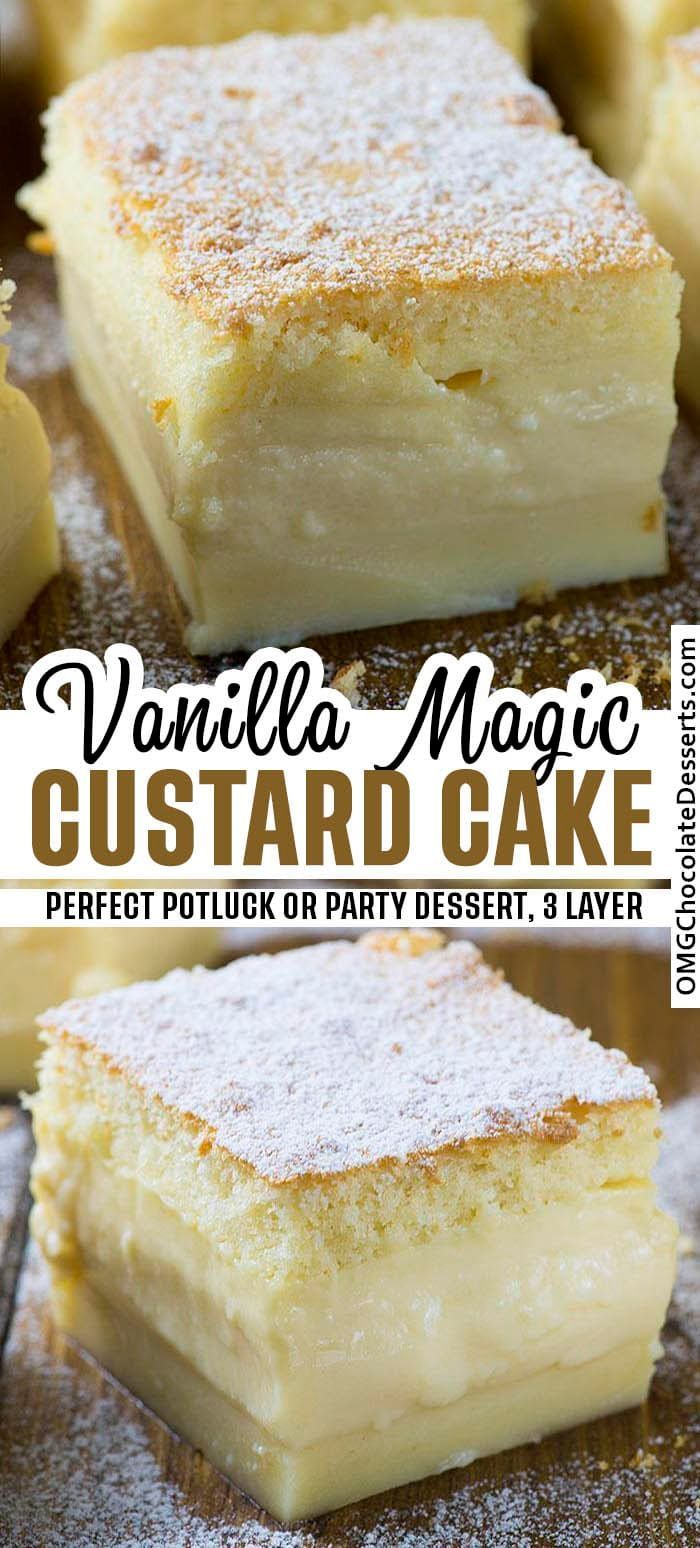 Vanilla Magic
CUSTARD CAKE
PERFECT POTLUCK OR PARTY DESSERT, 3 LAYER
OMGChocolateDesserts.com